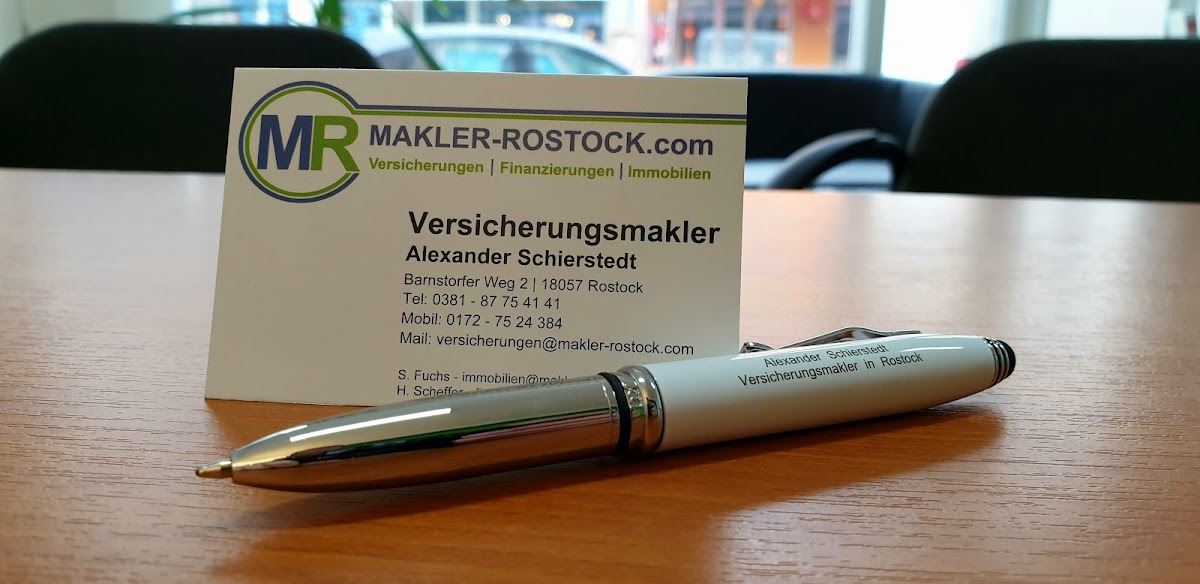 MR
MAKLER-ROSTOCK.com
Versicherungen | Finanzierungen | Immobilien
Versicherungsmakler
Alexander Schierstedt
Barnstorfer Weg 2 | 18057 Rostock
Tel: 0381 - 87 75 41 41
Mobil: 0172 - 75 24 384
Mail: versicherungen@makler-rostock.com
S. Fuchs - immobilien@makl
H. Scheffer
Alexander Schierstedt
Versicherungsmakler in Rostock